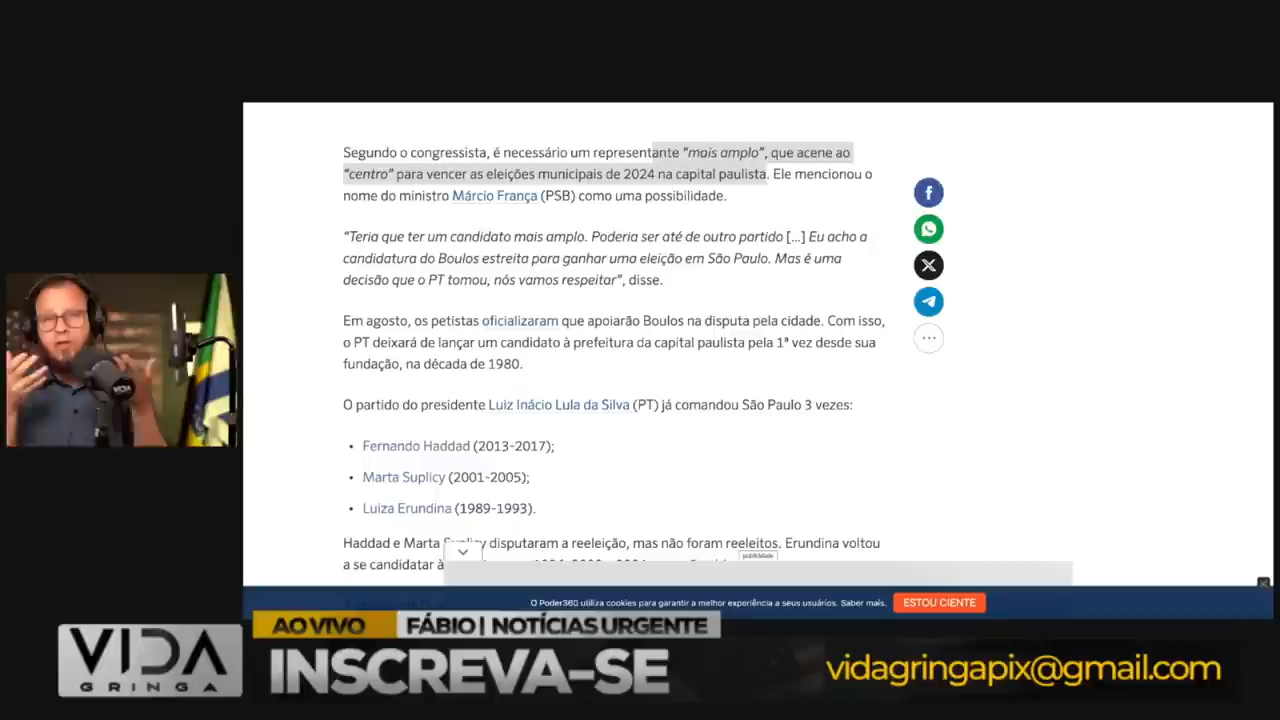 Segundo o congressista, é necessário um representante “mais amplo”, que acene ao
“centro” para vencer as eleições municipais de 2024 na capital paulista. Ele mencionou o
nome do ministro Márcio França (PSB) como uma possibilidade.
“Teria que ter um candidato mais amplo. Poderia ser até de outro partido [...] Eu acho a
candidatura do Boulos estreita para ganhar uma eleição em São Paulo. Mas é uma
decisão que o PT tomou, nós vamos respeitar”, disse.
Em agosto, os petistas oficializaram que apoiarão Boulos na disputa pela cidade. Com isso,
o PT deixará de lançar um candidato à prefeitura da capital paulista pela 1ª vez desde sua
fundação, na década de 1980.
O partido do presidente Luiz Inácio Lula da Silva (PT) já comandou São Paulo 3 vezes:
• Fernando Haddad (2013-2017);
• Marta Suplicy (2001-2005);
• Luiza Erundina (1989-1993).
Haddad e Marta Suplicy disputaram a reeleição, mas não foram reeleitos. Erundina voltou
a se candidatar à
publicidade
O Poder360 utiliza cookies para garantir a melhor experiência a seus usuários. Saber mais.
ESTOU CIENTE
AO VIVO
FÁBIO | NOTÍCIAS URGENTE
VIDA
GRINGA
INSCREVA-SE
vidagringapix@gmail.com
VIDA